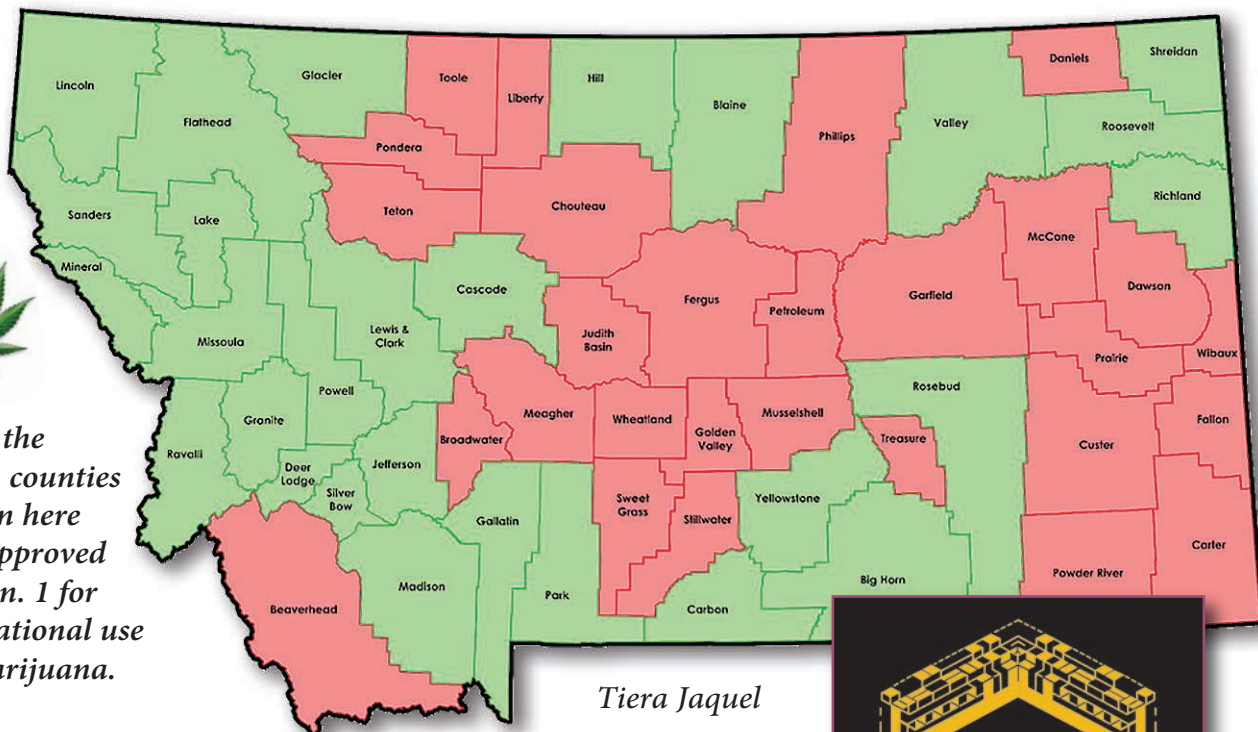 Lincoln
Flathead
Glacier
Toole
Liberty
Hill
Blaine
Phillips
Valley
Daniels
Shreidan
Roosevelt
Richland
Pondera
Teton
Chouteau
Sanders
Lake
Mineral
Missoula
Powell
Lewis &
Clark
Cascode
Judith
Basin
Fergus
Petroleum
Garfield
McCone
Dawson
Prairie
Wibaux
Ravalli
Granite
Deer
Lodge
Silver
Bow
Jefferson
Broadwater
Meagher
Wheatland
Golden
Valley
Musselshell
Rosebud
Treasure
Custer
Fallon
Beaverhead
Madison
Gallatin
Park
Sweet
Grass
Stillwater
Yellowstone
Carbon
Big Horn
Powder River
Carter
the
counties
n here
pproved
n. 1 for
ational use
arijuana.
Tiera Jaquel